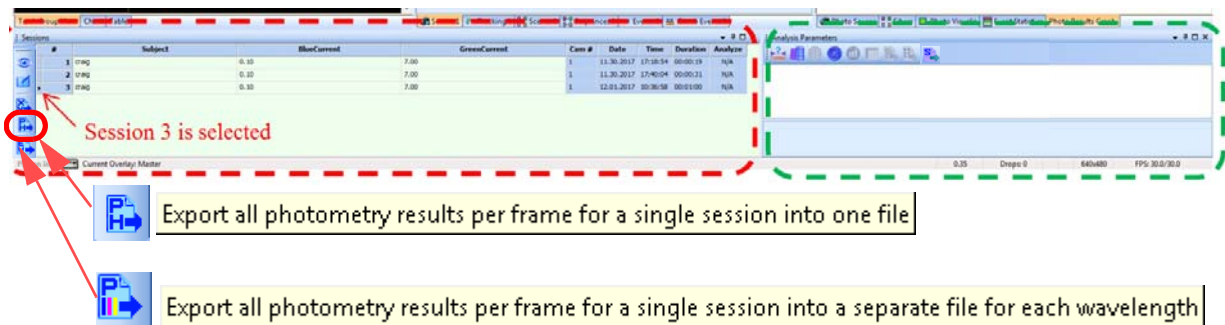 Sessions
Analysis Parameters
# Subject BlueCurrent GreenCurrent Cam # Date Time Duration Analyze
1 craig 0.10 7.00 1 11.30.2017 17:18:54 00:00:19 N/A
2 craig 0.10 7.00 1 11.30.2017 17:40:04 00:00:31 N/A
3 craig 0.10 7.00 1 12.01.2017 10:36:58 00:01:00 N/A
Session 3 is selected
Current Overlay: Master 0.35 Drops: 0 640x480 FPS: 30.0/30.0
Export all photometry results per frame for a single session into one file
Export all photometry results per frame for a single session into a separate file for each wavelength